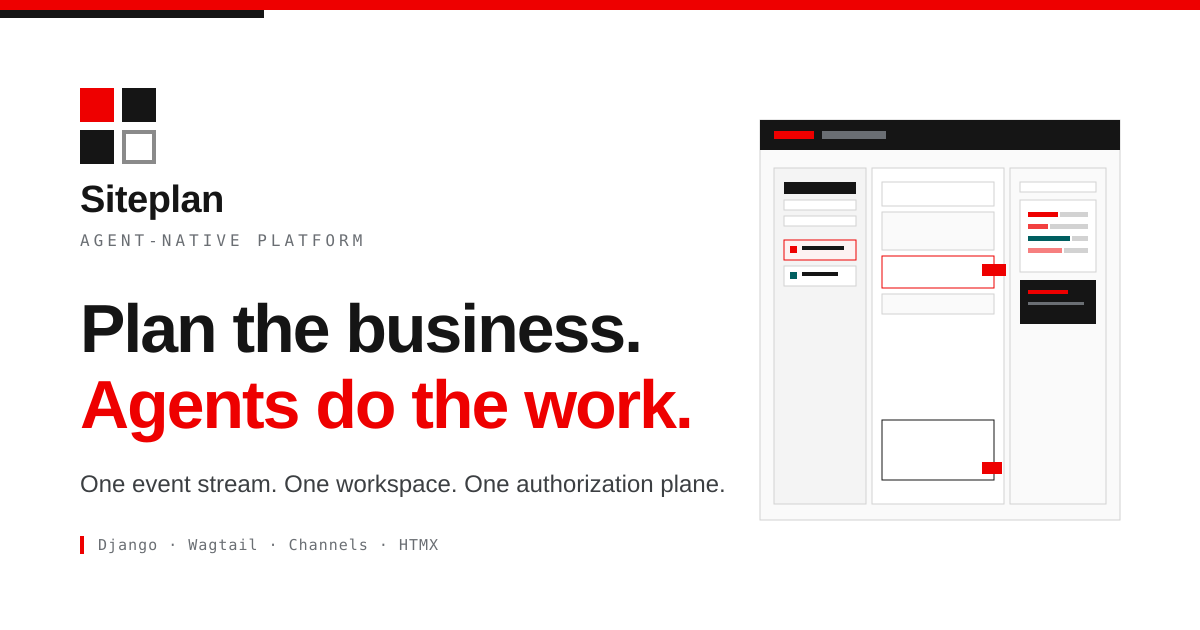 Siteplan
AGENT-NATIVE PLATFORM
Plan the business.
Agents do the work.
One event stream. One workspace. One authorization plane.
Django · Wagtail · Channels · HTMX